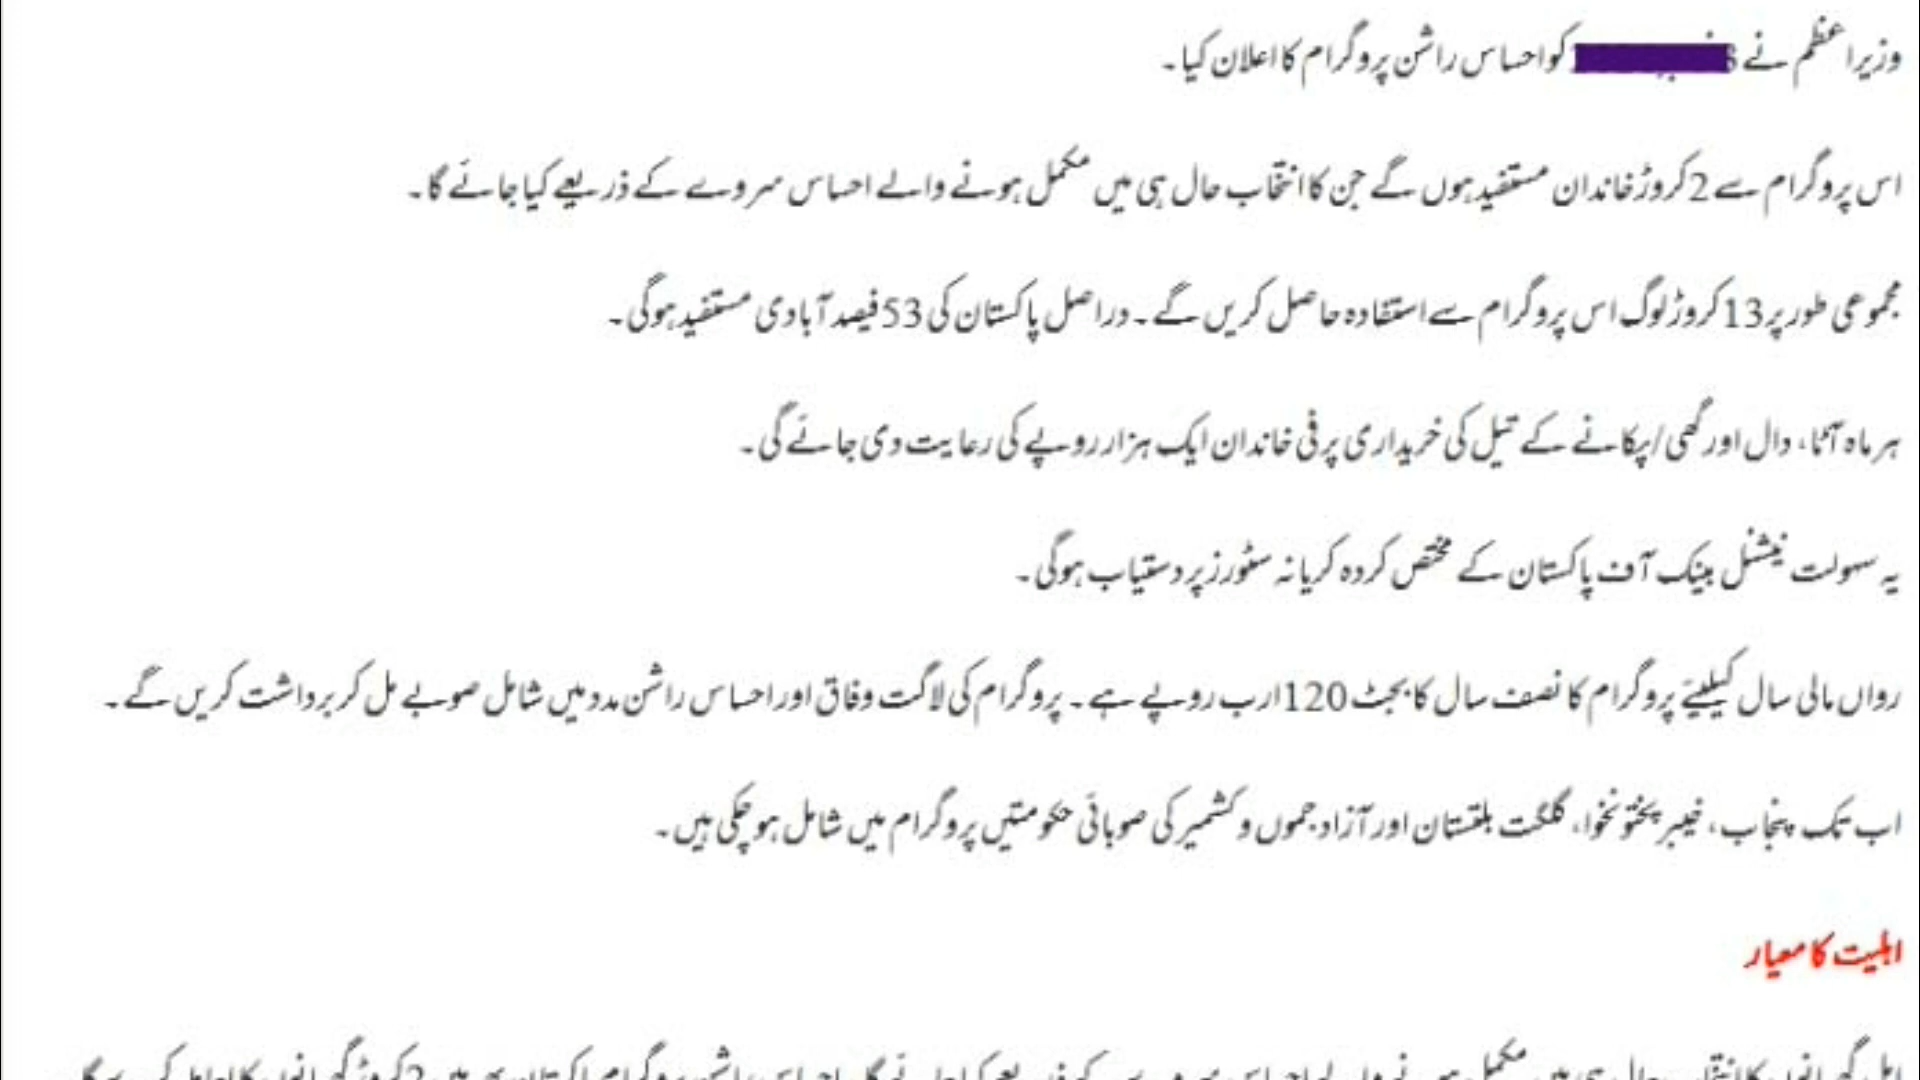 وزیراعظم نے کو احساس راشن پروگرام کا اعلان کیا۔
اس پروگرام سے 2 کروڑ خاندان مستفید ہوں گے جن کا انتخاب حال ہی میں مکمل ہونے والے احساس سروے کے ذریعے کیا جائے گا۔
مجموعی طور پر 13 کروڑ لوگ اس پروگرام سے استفادہ حاصل کریں گے۔ دراصل پاکستان کی 53 فیصد آبادی مستفید ہوگی۔
ہر ماہ آٹا، دال اور گھی/پکانے کے تیل کی خریداری پر فی خاندان ایک ہزار روپے کی رعایت دی جائے گی۔
یہ سہولت نیشنل بینک آف پاکستان کے مختص کردہ کریانہ سٹورز پر دستیاب ہوگی۔
رواں مالی سال کیلئے پروگرام کا نصف سال کا بجٹ 120 ارب روپے ہے۔ پروگرام کی لاگت وفاق اور احساس راشن مدد میں شامل صوبے مل کر برداشت کریں گے۔
اب تک پنجاب، خیبر پختونخوا، گلگت بلتستان اور آزاد جموں و کشمیر کی صوبائی حکومتیں پروگرام میں شامل ہو چکی ہیں۔
اہلیت کا معیار